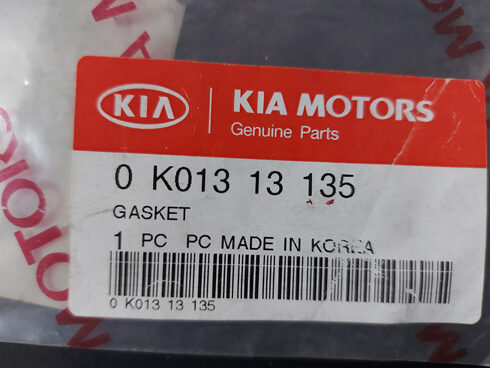 KIA
KIA MOTORS
Genuine Parts
0 K013 13 135
GASKET
1 PC PC MADE IN KOREA
0 K013 13 135
MOTORS